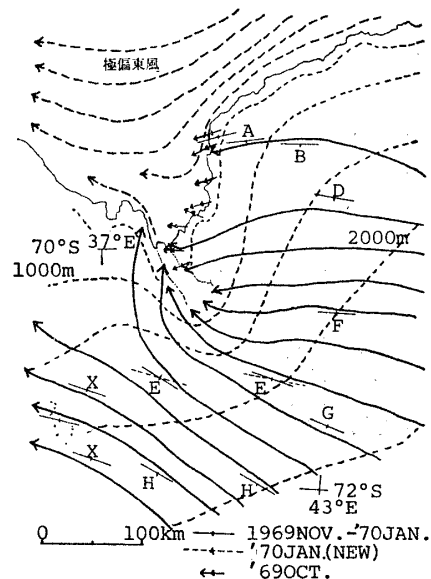 極偏東風
A
B
D
70°S
37°E
2000m
1000m
F
X
E
E
G
X
H
H
72°S
43°E
0 100km
1969NOV.-'70JAN.
'70JAN.(NEW)
'69OCT.